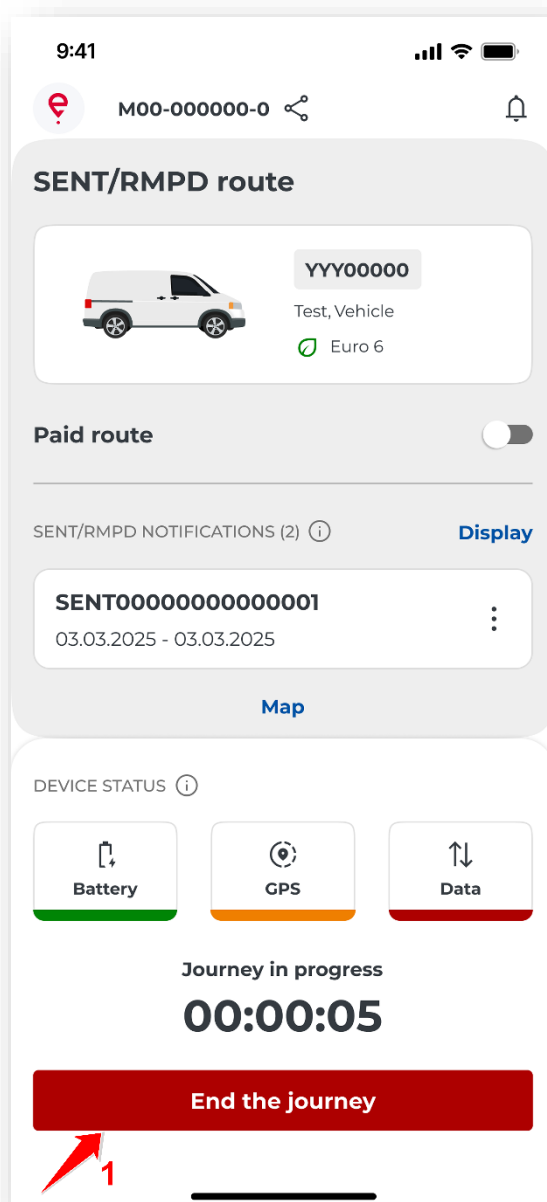 9:41
M00-000000-0
SENT/RMPD route
YYY00000
Test, Vehicle
Euro 6
Paid route
SENT/RMPD NOTIFICATIONS (2)
Display
SENT00000000000001
03.03.2025 - 03.03.2025
Map
DEVICE STATUS
Battery
GPS
Data
Journey in progress
00:00:05
End the journey
1